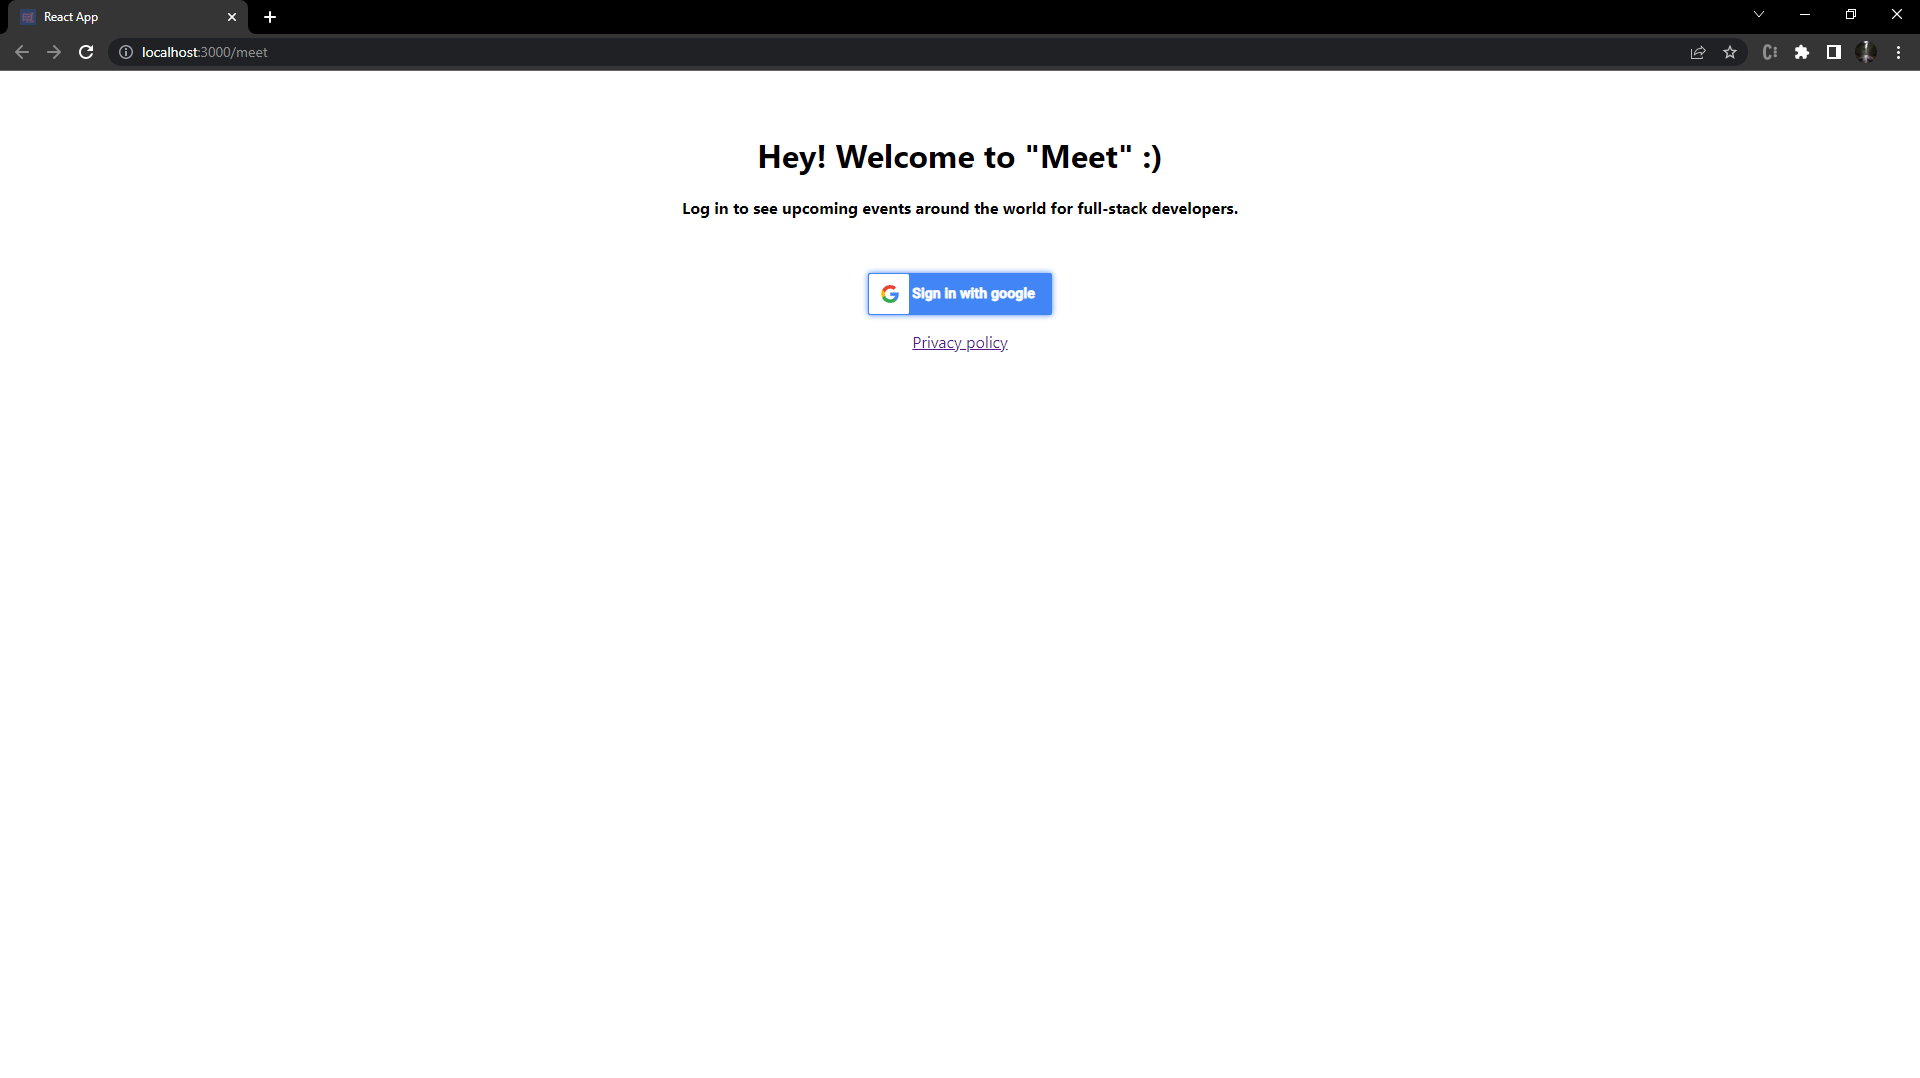 React App
localhost:3000/meet
Hey! Welcome to "Meet" :)
Log in to see upcoming events around the world for full-stack developers.
Sign in with google
Privacy policy